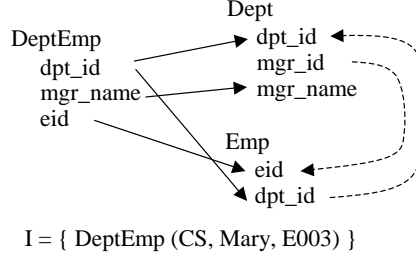 DeptEmp
dpt_id
mgr_name
eid
Dept
dpt_id
mgr_id
mgr_name
Emp
eid
dpt_id
I = { DeptEmp (CS, Mary, E003) }